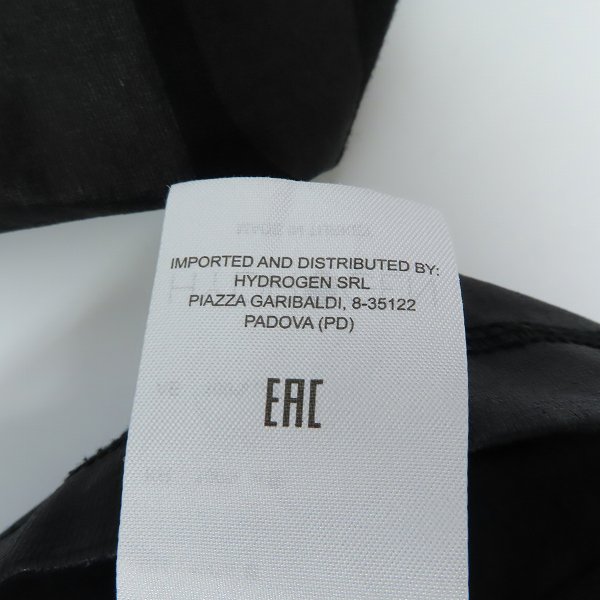 IMPORTED AND DISTRIBUTED BY:
HYDROGEN SRL
PIAZZA GARIBALDI, 8-35122
PADOVA (PD)
EAC